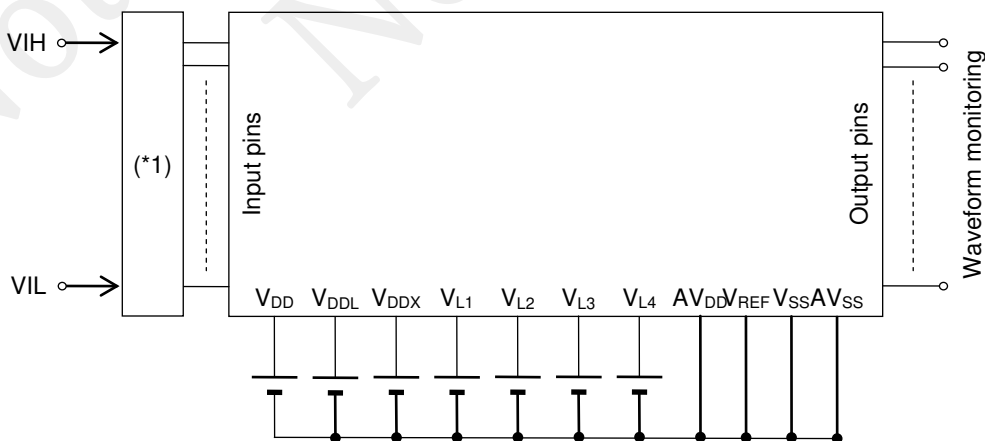 VIH
VIL
(*1)
Input pins
Output pins
Waveform monitoring
VDD VDDL VDDX VL1 VL2 VL3 VL4 AVDD VREF VSS AVSS